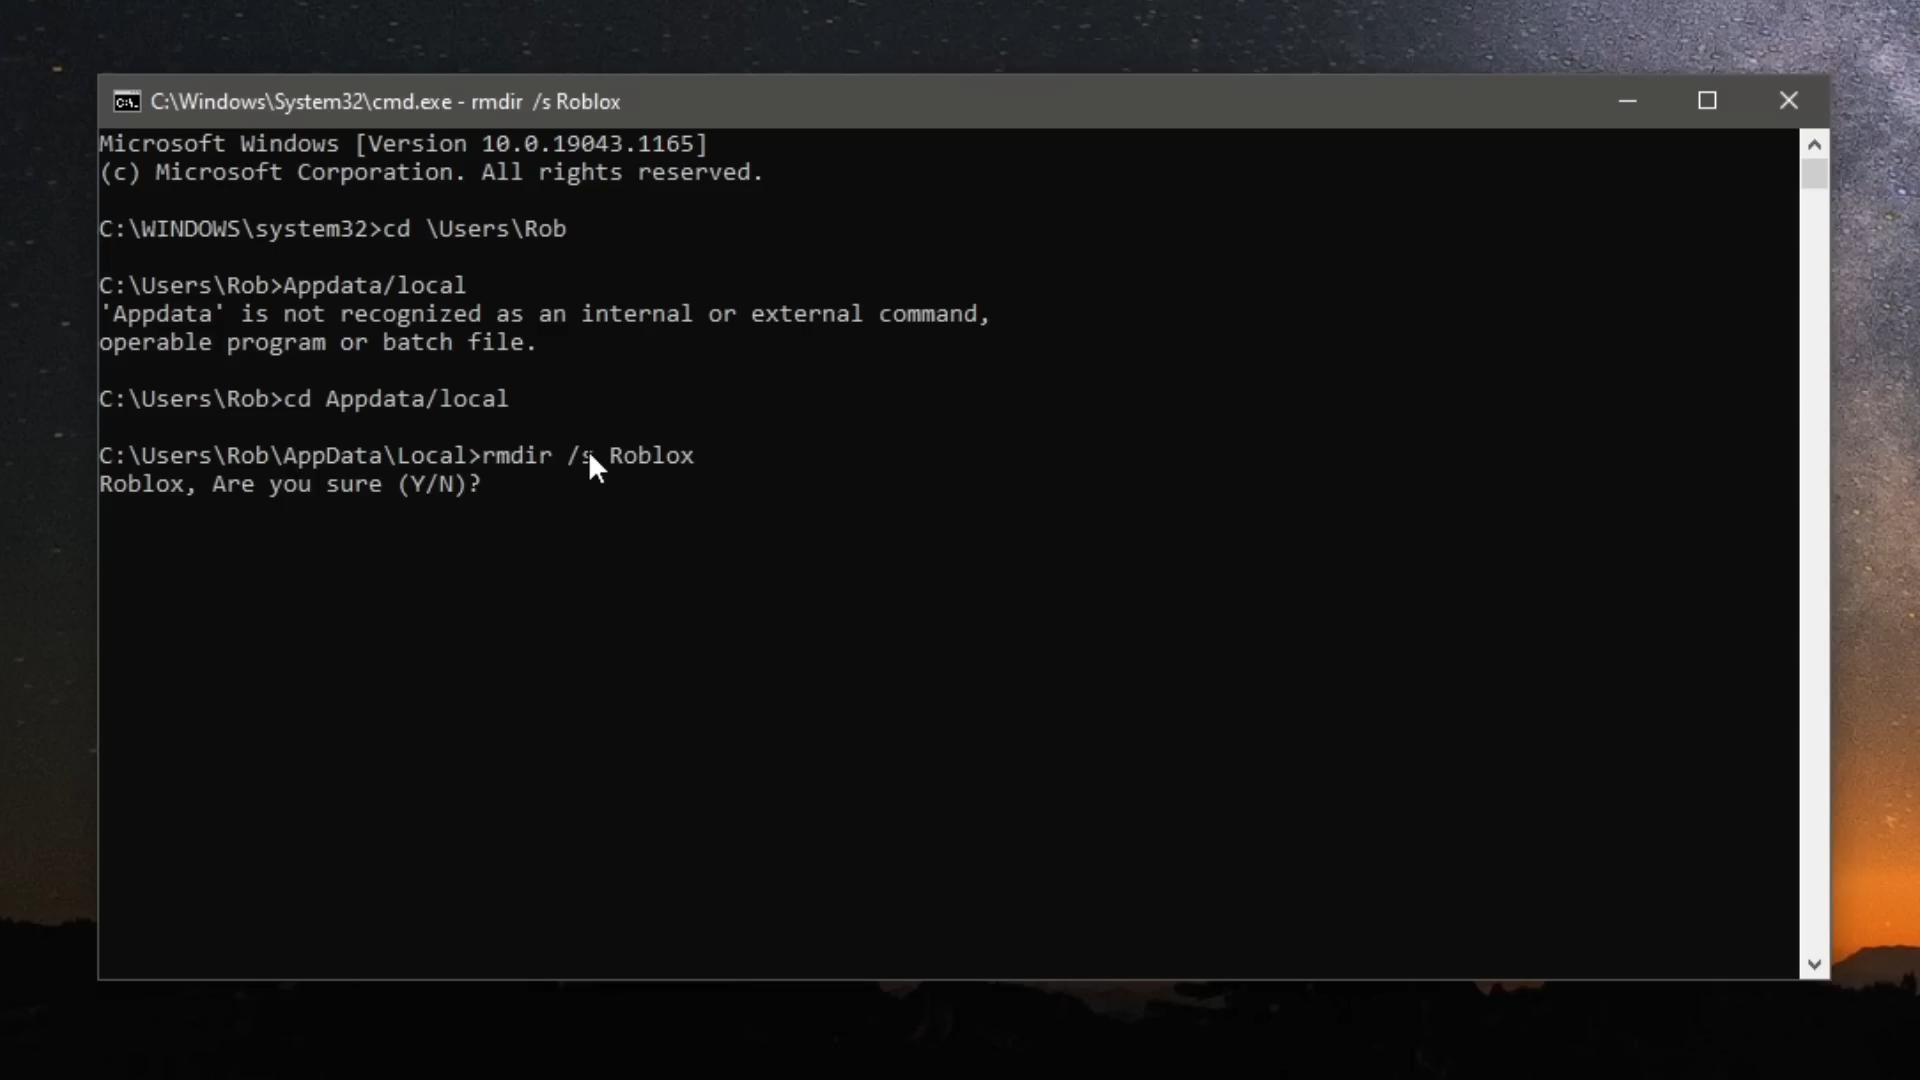 C:\Windows\System32\cmd.exe - rmdir /s Roblox
Microsoft Windows [Version 10.0.19043.1165]
(c) Microsoft Corporation. All rights reserved.
C:\WINDOWS\system32>cd \Users\Rob
C:\Users\Rob>Appdata/local
'Appdata' is not recognized as an internal or external command,
operable program or batch file.
C:\Users\Rob>cd Appdata/local
C:\Users\Rob\AppData\Local>rmdir /s Roblox
Roblox, Are you sure (Y/N)?